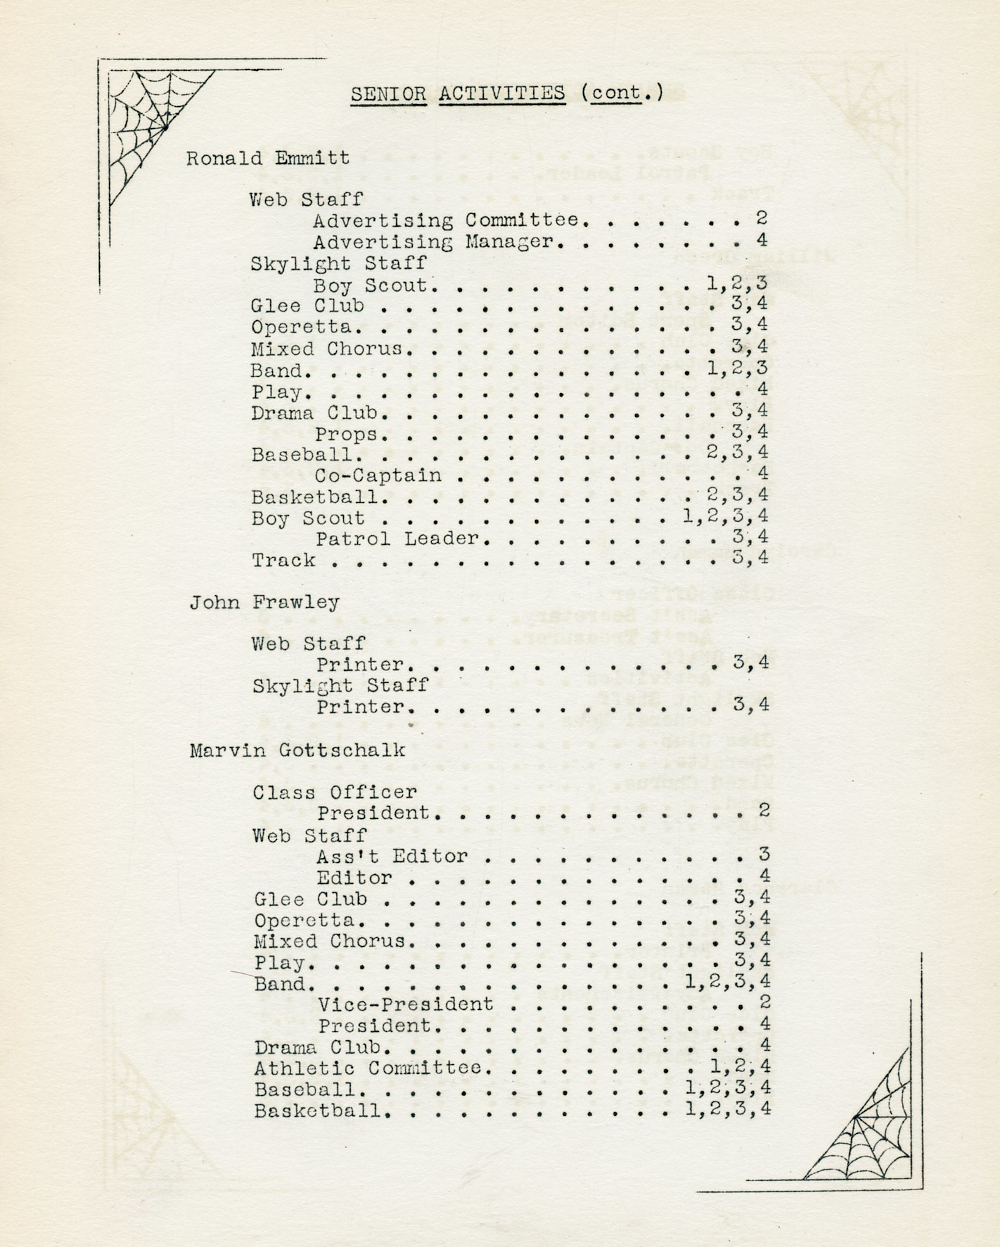 SENIOR ACTIVITIES (cont.)
Ronald Emmitt
Web Staff
Advertising Committee. . . . . . . 2
Advertising Manager. . . . . . . . 4
Skylight Staff
Boy Scout. . . . . . . . . . . 1,2,3
Glee Club . . . . . . . . . . . . . . 3,4
Operetta. . . . . . . . . . . . . . . 3,4
Mixed Chorus. . . . . . . . . . . . . 3,4
Band. . . . . . . . . . . . . . . . 1,2,3
Play. . . . . . . . . . . . . . . . . . 4
Drama Club. . . . . . . . . . . . . . 3,4
Props. . . . . . . . . . . . . . 3,4
Baseball. . . . . . . . . . . . . . 2,3,4
Co-Captain . . . . . . . . . . . . 4
Basketball. . . . . . . . . . . . . 2,3,4
Boy Scout . . . . . . . . . . . . 1,2,3,4
Patrol Leader. . . . . . . . . . 3,4
Track . . . . . . . . . . . . . . . . 3,4
John Frawley
Web Staff
Printer. . . . . . . . . . . . . 3,4
Skylight Staff
Printer. . . . . . . . . . . . . 3,4
Marvin Gottschalk
Class Officer
President. . . . . . . . . . . . . 2
Web Staff
Ass't Editor . . . . . . . . . . . 3
Editor . . . . . . . . . . . . . . 4
Glee Club . . . . . . . . . . . . . . 3,4
Operetta. . . . . . . . . . . . . . . 3,4
Mixed Chorus. . . . . . . . . . . . . 3,4
Play. . . . . . . . . . . . . . . . . 3,4
Band. . . . . . . . . . . . . . . 1,2,3,4
Vice-President . . . . . . . . . . 2
President. . . . . . . . . . . . . 4
Drama Club. . . . . . . . . . . . . . . 4
Athletic Committee. . . . . . . . . 1,2,4
Baseball. . . . . . . . . . . . . 1,2,3,4
Basketball. . . . . . . . . . . . 1,2,3,4